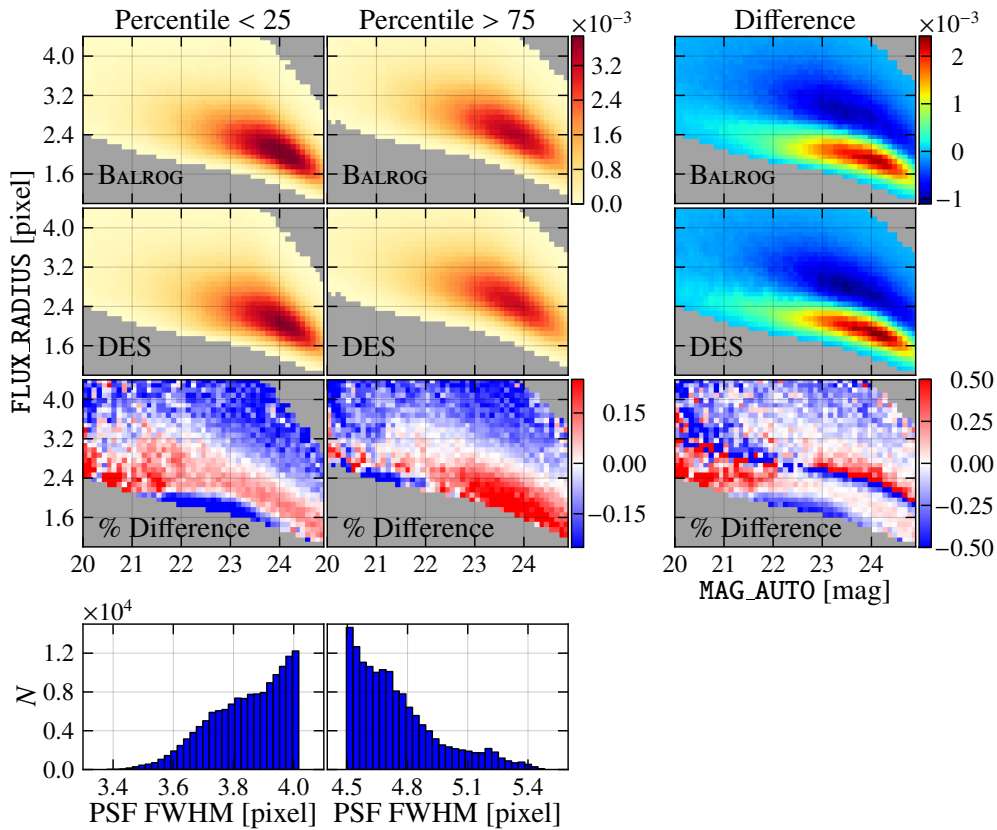 Percentile < 25 Percentile > 75 Difference
×10⁻³ ×10⁻³
4.4 4.0 3.2 2.4 1.6
3.2 2.4 1.6 0.8 0.0
2 1 0 −1
BALROG BALROG BALROG
4.0 3.2 2.4 1.6
DES DES DES
FLUX_RADIUS [pixel]
4.0 3.2 2.4 1.6
0.15 0.00 −0.15
0.50 0.25 0.00 −0.25 −0.50
% Difference % Difference % Difference
20 21 22 23 24 20 21 22 23 24 20 21 22 23 24
MAG_AUTO [mag]
×10⁴
N
1.2 0.8 0.4 0.0
3.4 3.6 3.8 4.0 4.5 4.8 5.1 5.4
PSF FWHM [pixel] PSF FWHM [pixel]